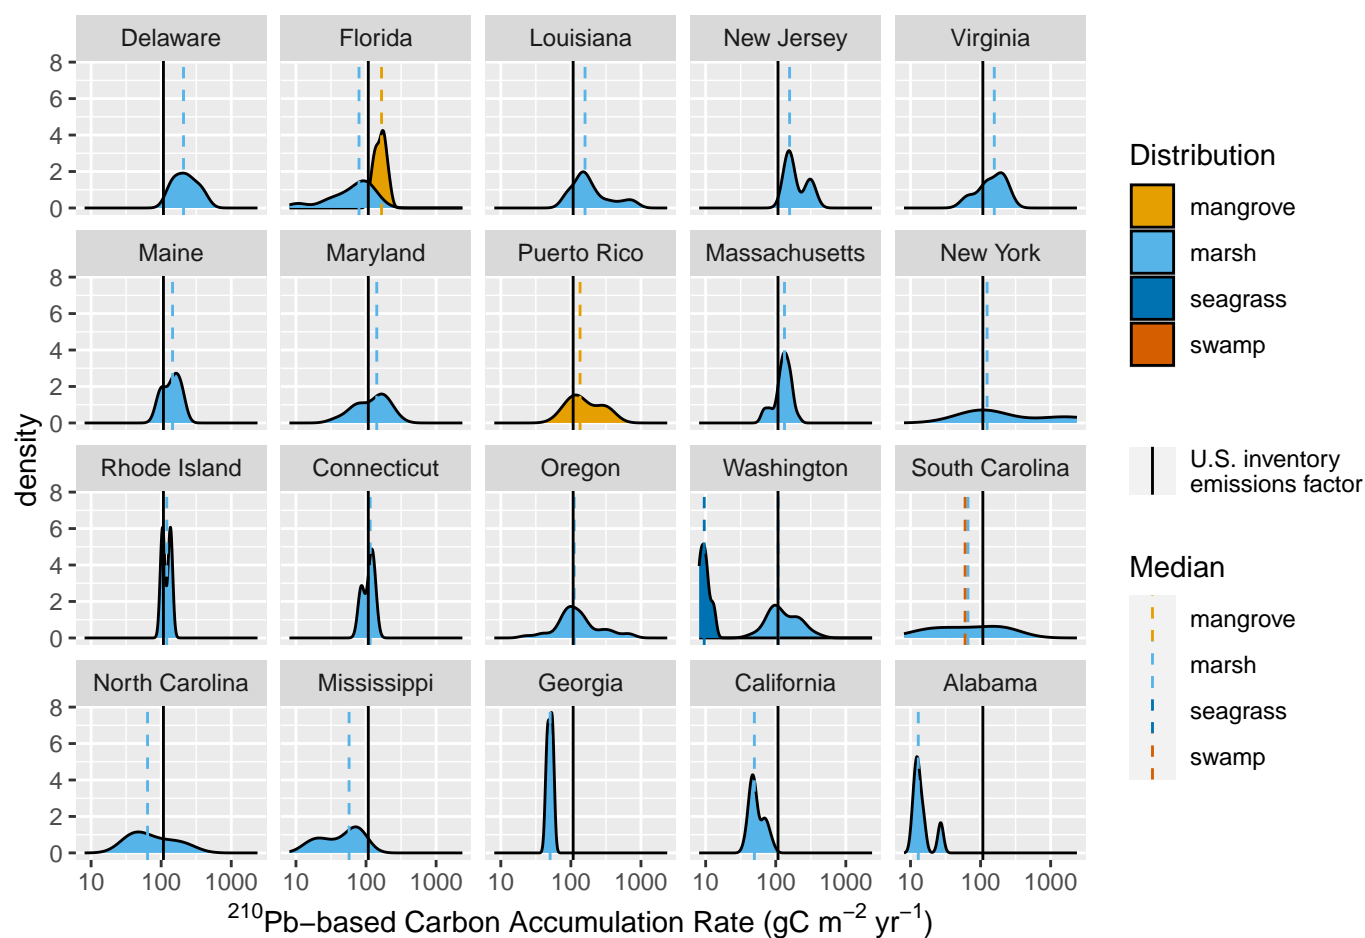 Delaware Florida Louisiana New Jersey Virginia
8
6
4
2
0
Maine Maryland Puerto Rico Massachusetts New York
8
6
4
2
0
Rhode Island Connecticut Oregon Washington South Carolina
8
6
4
2
0
North Carolina Mississippi Georgia California Alabama
8
6
4
2
0
10 100 1000 10 100 1000 10 100 1000 10 100 1000 10 100 1000
density
²¹⁰Pb−based Carbon Accumulation Rate (gC m⁻² yr⁻¹)
Distribution
mangrove
marsh
seagrass
swamp
U.S. inventory
emissions factor
Median
mangrove
marsh
seagrass
swamp